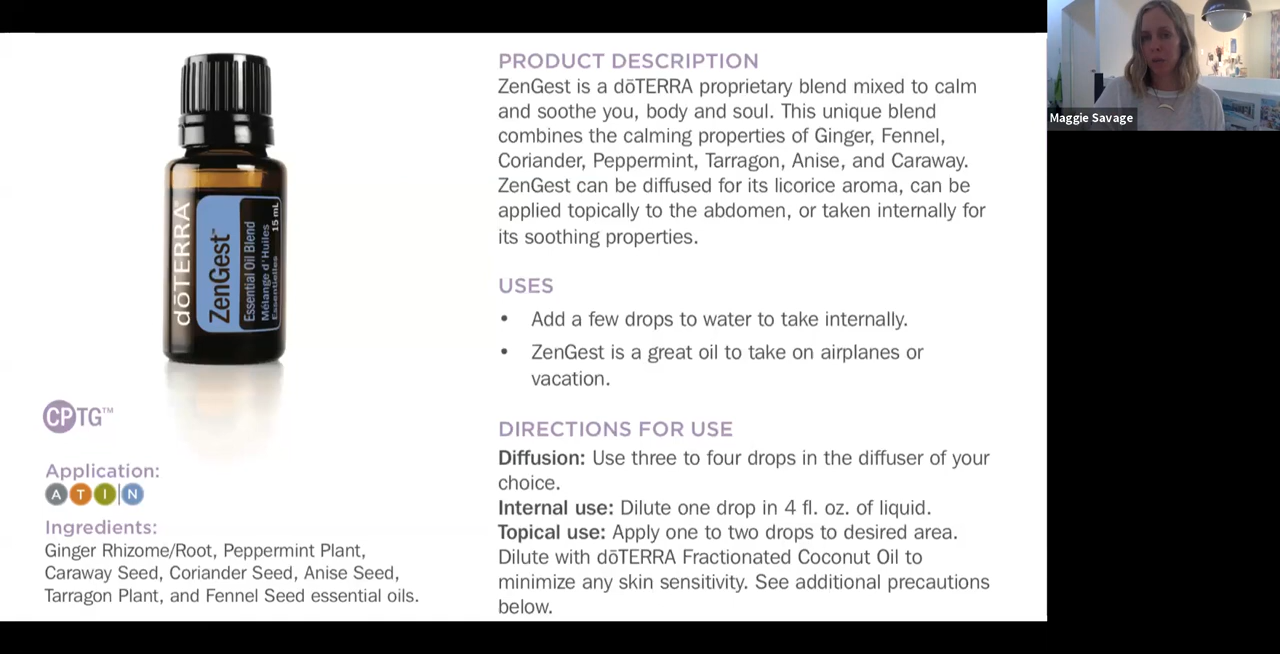 dōTERRA
ZenGest™
Essential Oil Blend
Mélange d'Huiles
Essentielles
15 mL
CPTG™
Application:
A T I N
Ingredients:
Ginger Rhizome/Root, Peppermint Plant,
Caraway Seed, Coriander Seed, Anise Seed,
Tarragon Plant, and Fennel Seed essential oils.
PRODUCT DESCRIPTION
ZenGest is a dōTERRA proprietary blend mixed to calm
and soothe you, body and soul. This unique blend
combines the calming properties of Ginger, Fennel,
Coriander, Peppermint, Tarragon, Anise, and Caraway.
ZenGest can be diffused for its licorice aroma, can be
applied topically to the abdomen, or taken internally for
its soothing properties.
USES
• Add a few drops to water to take internally.
• ZenGest is a great oil to take on airplanes or
vacation.
DIRECTIONS FOR USE
Diffusion: Use three to four drops in the diffuser of your
choice.
Internal use: Dilute one drop in 4 fl. oz. of liquid.
Topical use: Apply one to two drops to desired area.
Dilute with dōTERRA Fractionated Coconut Oil to
minimize any skin sensitivity. See additional precautions
below.
Maggie Savage